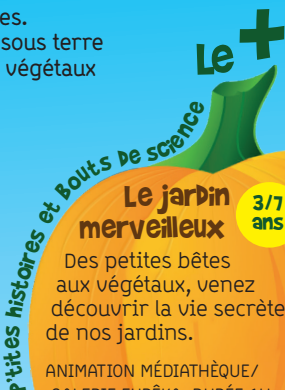 es.
sous terre
végétaux
Le +
P'tites histoires et Bouts De science
Le jarDin
merveilleux
3/7
ans
Des petites bêtes
aux végétaux, venez
découvrir la vie secrète
de nos jardins.
ANIMATION MÉDIATHÈQUE/